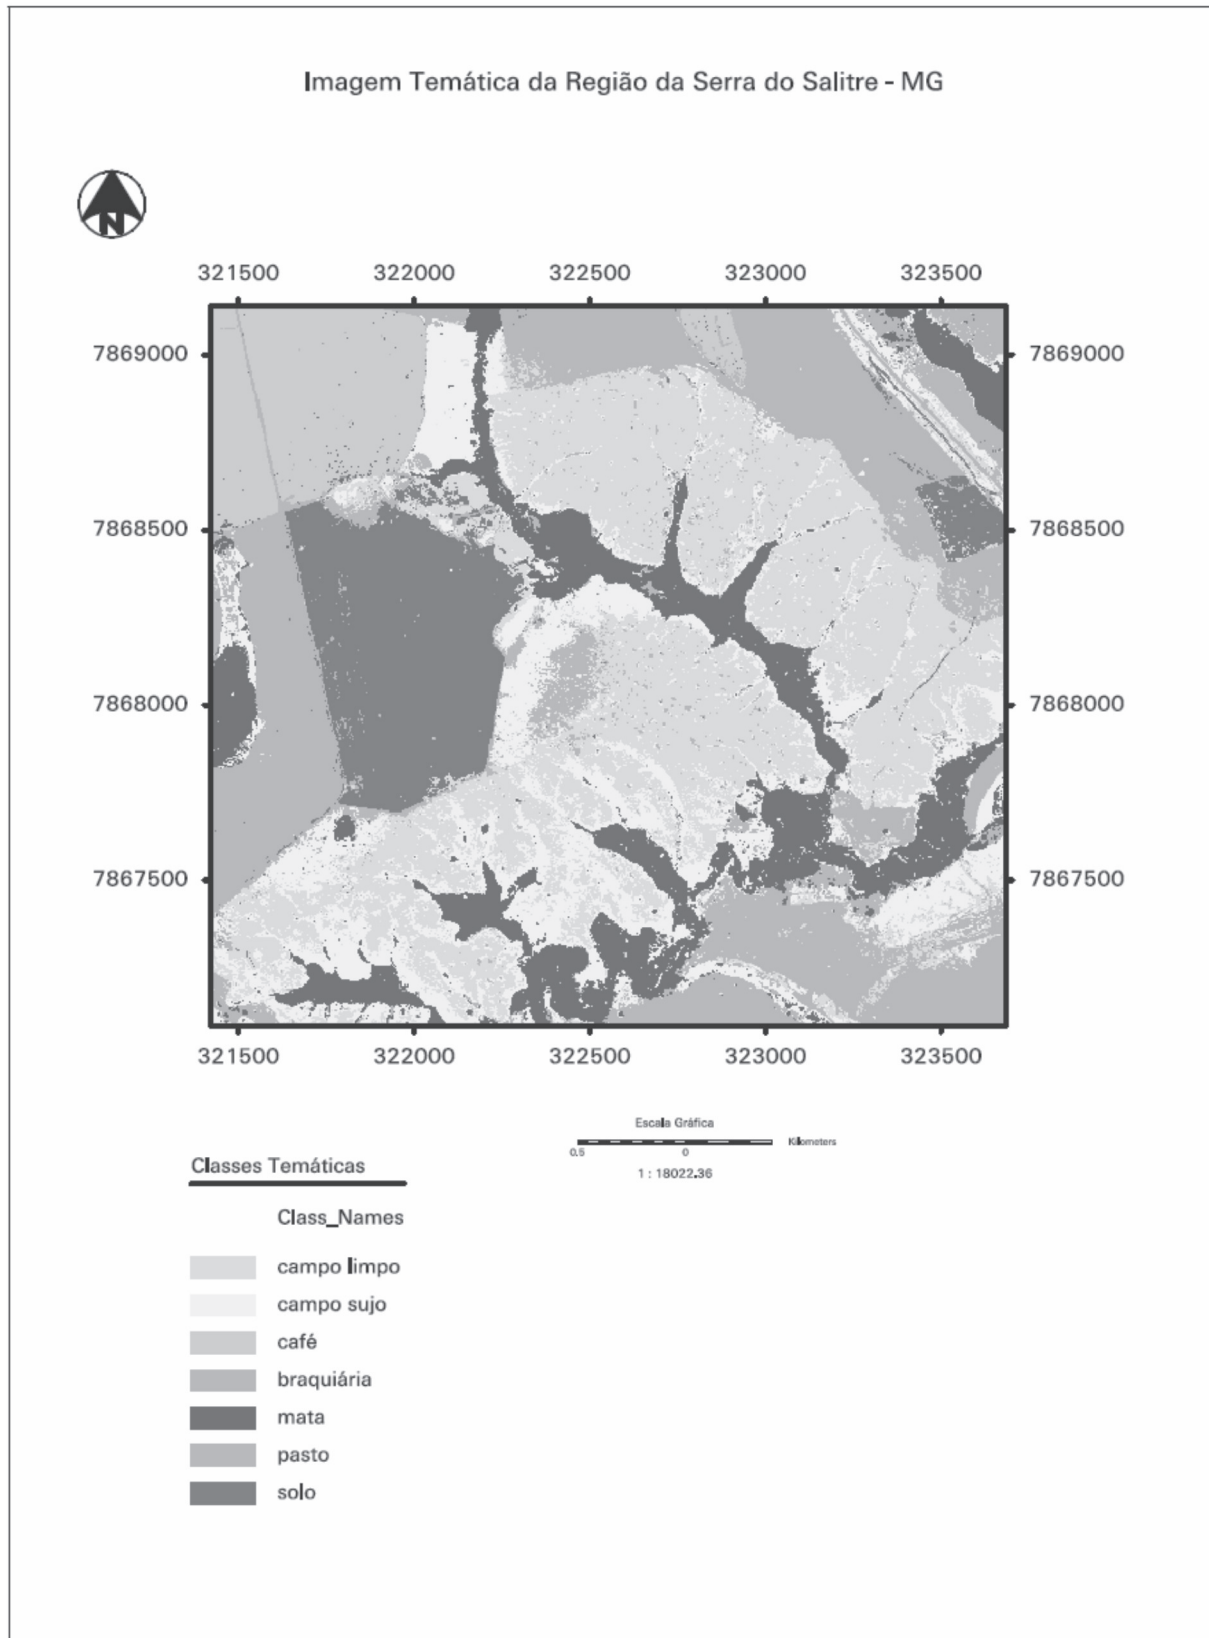 Imagem Temática da Região da Serra do Salitre - MG
N
321500 322000 322500 323000 323500
7869000 7869000
7868500 7868500
7868000 7868000
7867500 7867500
321500 322000 322500 323000 323500
Escala Gráfica
Kilometers
0.5 0
1 : 18022.36
Classes Temáticas
Class_Names
campo limpo
campo sujo
café
braquiária
mata
pasto
solo